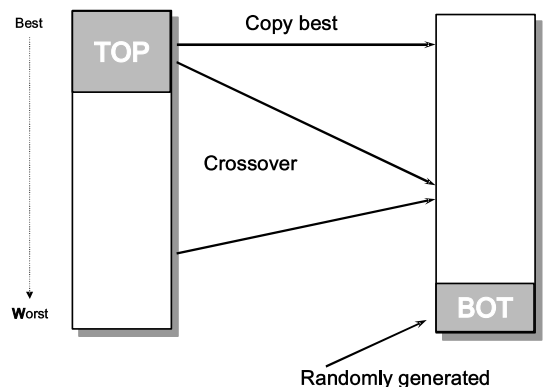 Best
TOP
Copy best
Crossover
Worst
BOT
Randomly generated